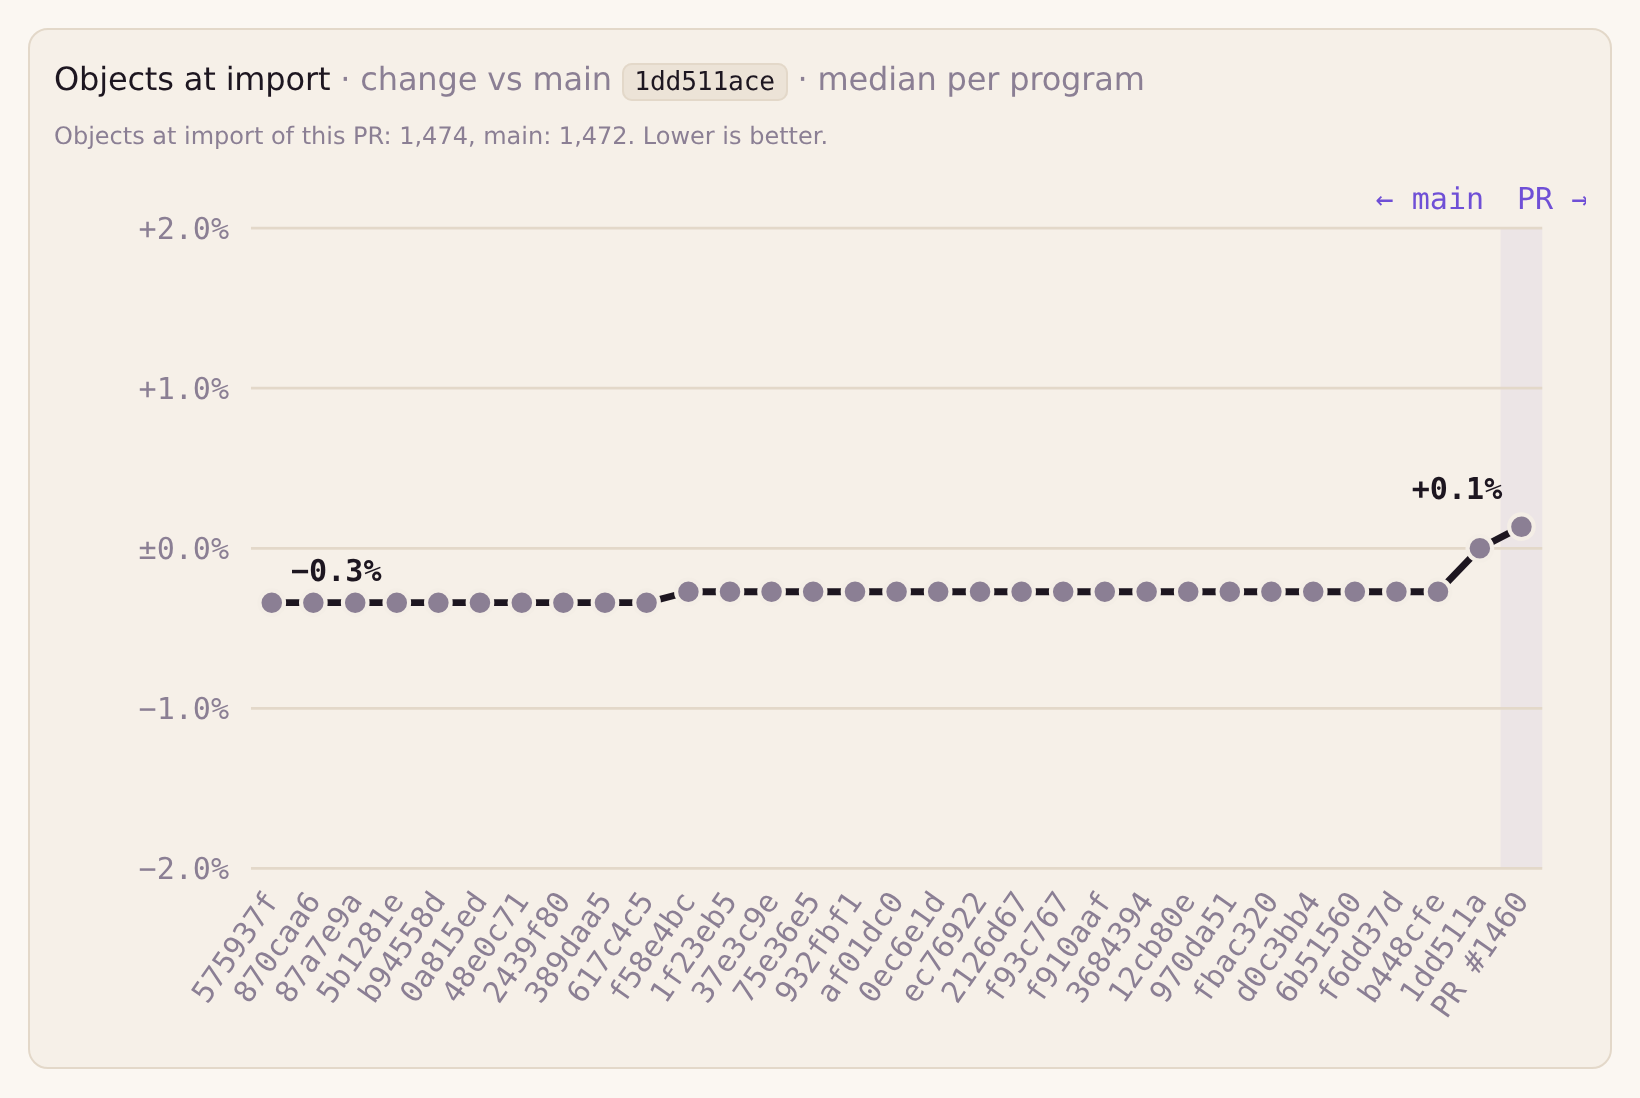 Objects at import · change vs main 1dd511ace · median per program
Objects at import of this PR: 1,474, main: 1,472. Lower is better.
← main PR →
+2.0%
+1.0%
±0.0%
−1.0%
−2.0%
−0.3%
+0.1%
575937f
870caa6
87a7e9a
5b1281e
b94558d
0a815ed
48e0c71
2439f80
389daa5
617c4c5
f58e4bc
1f23eb5
37e3c9e
75e36e5
932fbf1
af01dc0
0ec6e1d
ec76922
2126d67
f93c767
f910aaf
3684394
12cb80e
970da51
fbac320
d0c3bb4
6b51560
f6dd37d
b448cfe
1dd511a
PR #1460